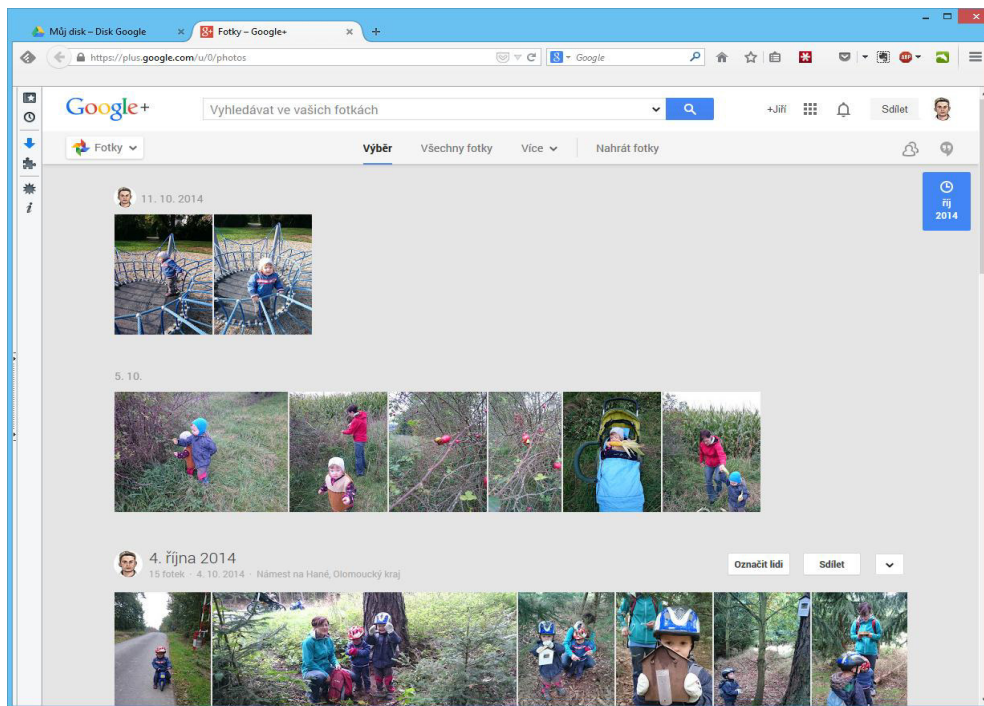 Můj disk – Disk Google
Fotky – Google+
https://plus.google.com/u/0/photos
Google
Google+
Vyhledávat ve vašich fotkách
+Jiří
Sdílet
Fotky
Výběr
Všechny fotky
Více
Nahrát fotky
říj
2014
11. 10. 2014
5. 10.
4. října 2014
15 fotek · 4. 10. 2014 · Námest na Hané, Olomoucký kraj
Označit lidi
Sdílet